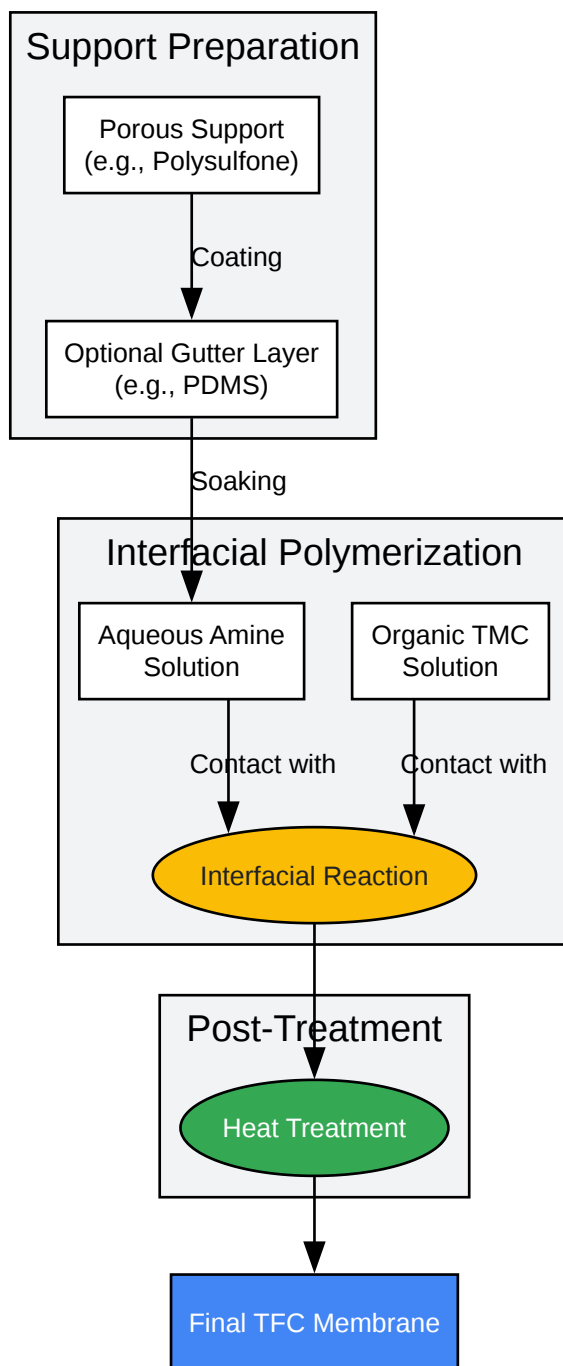 Support Preparation
Porous Support
(e.g., Polysulfone)
Coating
Optional Gutter Layer
(e.g., PDMS)
Soaking
Interfacial Polymerization
Aqueous Amine
Solution
Organic TMC
Solution
Contact with
Contact with
Interfacial Reaction
Post-Treatment
Heat Treatment
Final TFC Membrane